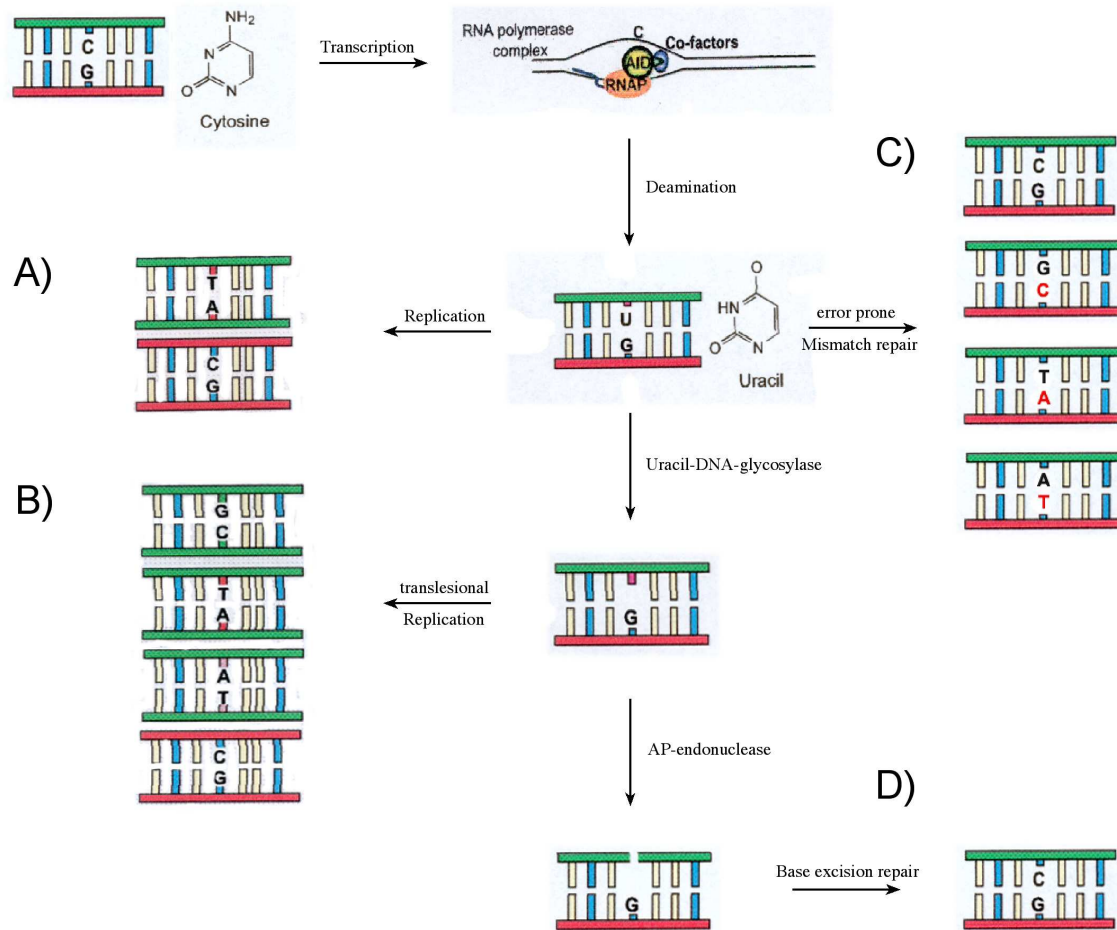 C
G
NH₂
N
N
O
Cytosine
Transcription
RNA polymerase
complex
C
Co-factors
AID
RNAP
Deamination
C)
C
G
G
C
T
A
A
T
A)
T
A
C
G
Replication
U
G
O
HN
O
N
Uracil
error prone
Mismatch repair
Uracil-DNA-glycosylase
B)
G
C
T
A
A
T
C
G
translesional
Replication
G
AP-endonuclease
D)
G
Base excision repair
C
G